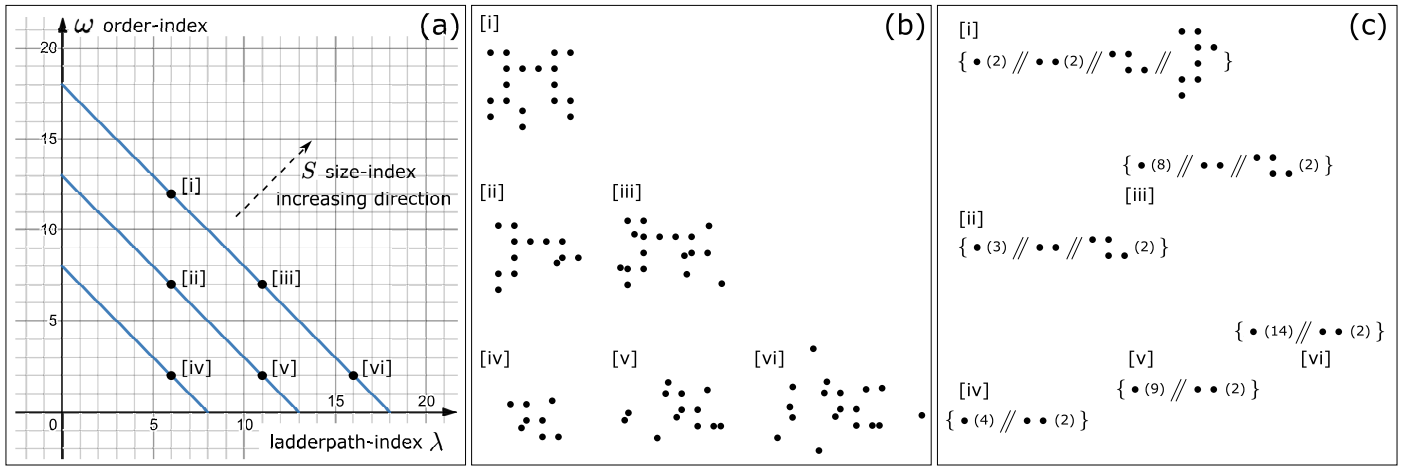 ω order-index
(a)
20
15
10
5
0
5
10
15
20
[i]
[ii]
[iii]
[iv]
[v]
[vi]
S size-index
increasing direction
ladderpath-index λ
(b)
[i]
[ii]
[iii]
[iv]
[v]
[vi]
(c)
[i]
{ • (2) // • • (2) // // }
{ • (8) // • • // (2) }
[iii]
[ii]
{ • (3) // • • // (2) }
{ • (14) // • • (2) }
[v]
[vi]
{ • (9) // • • (2) }
[iv]
{ • (4) // • • (2) }